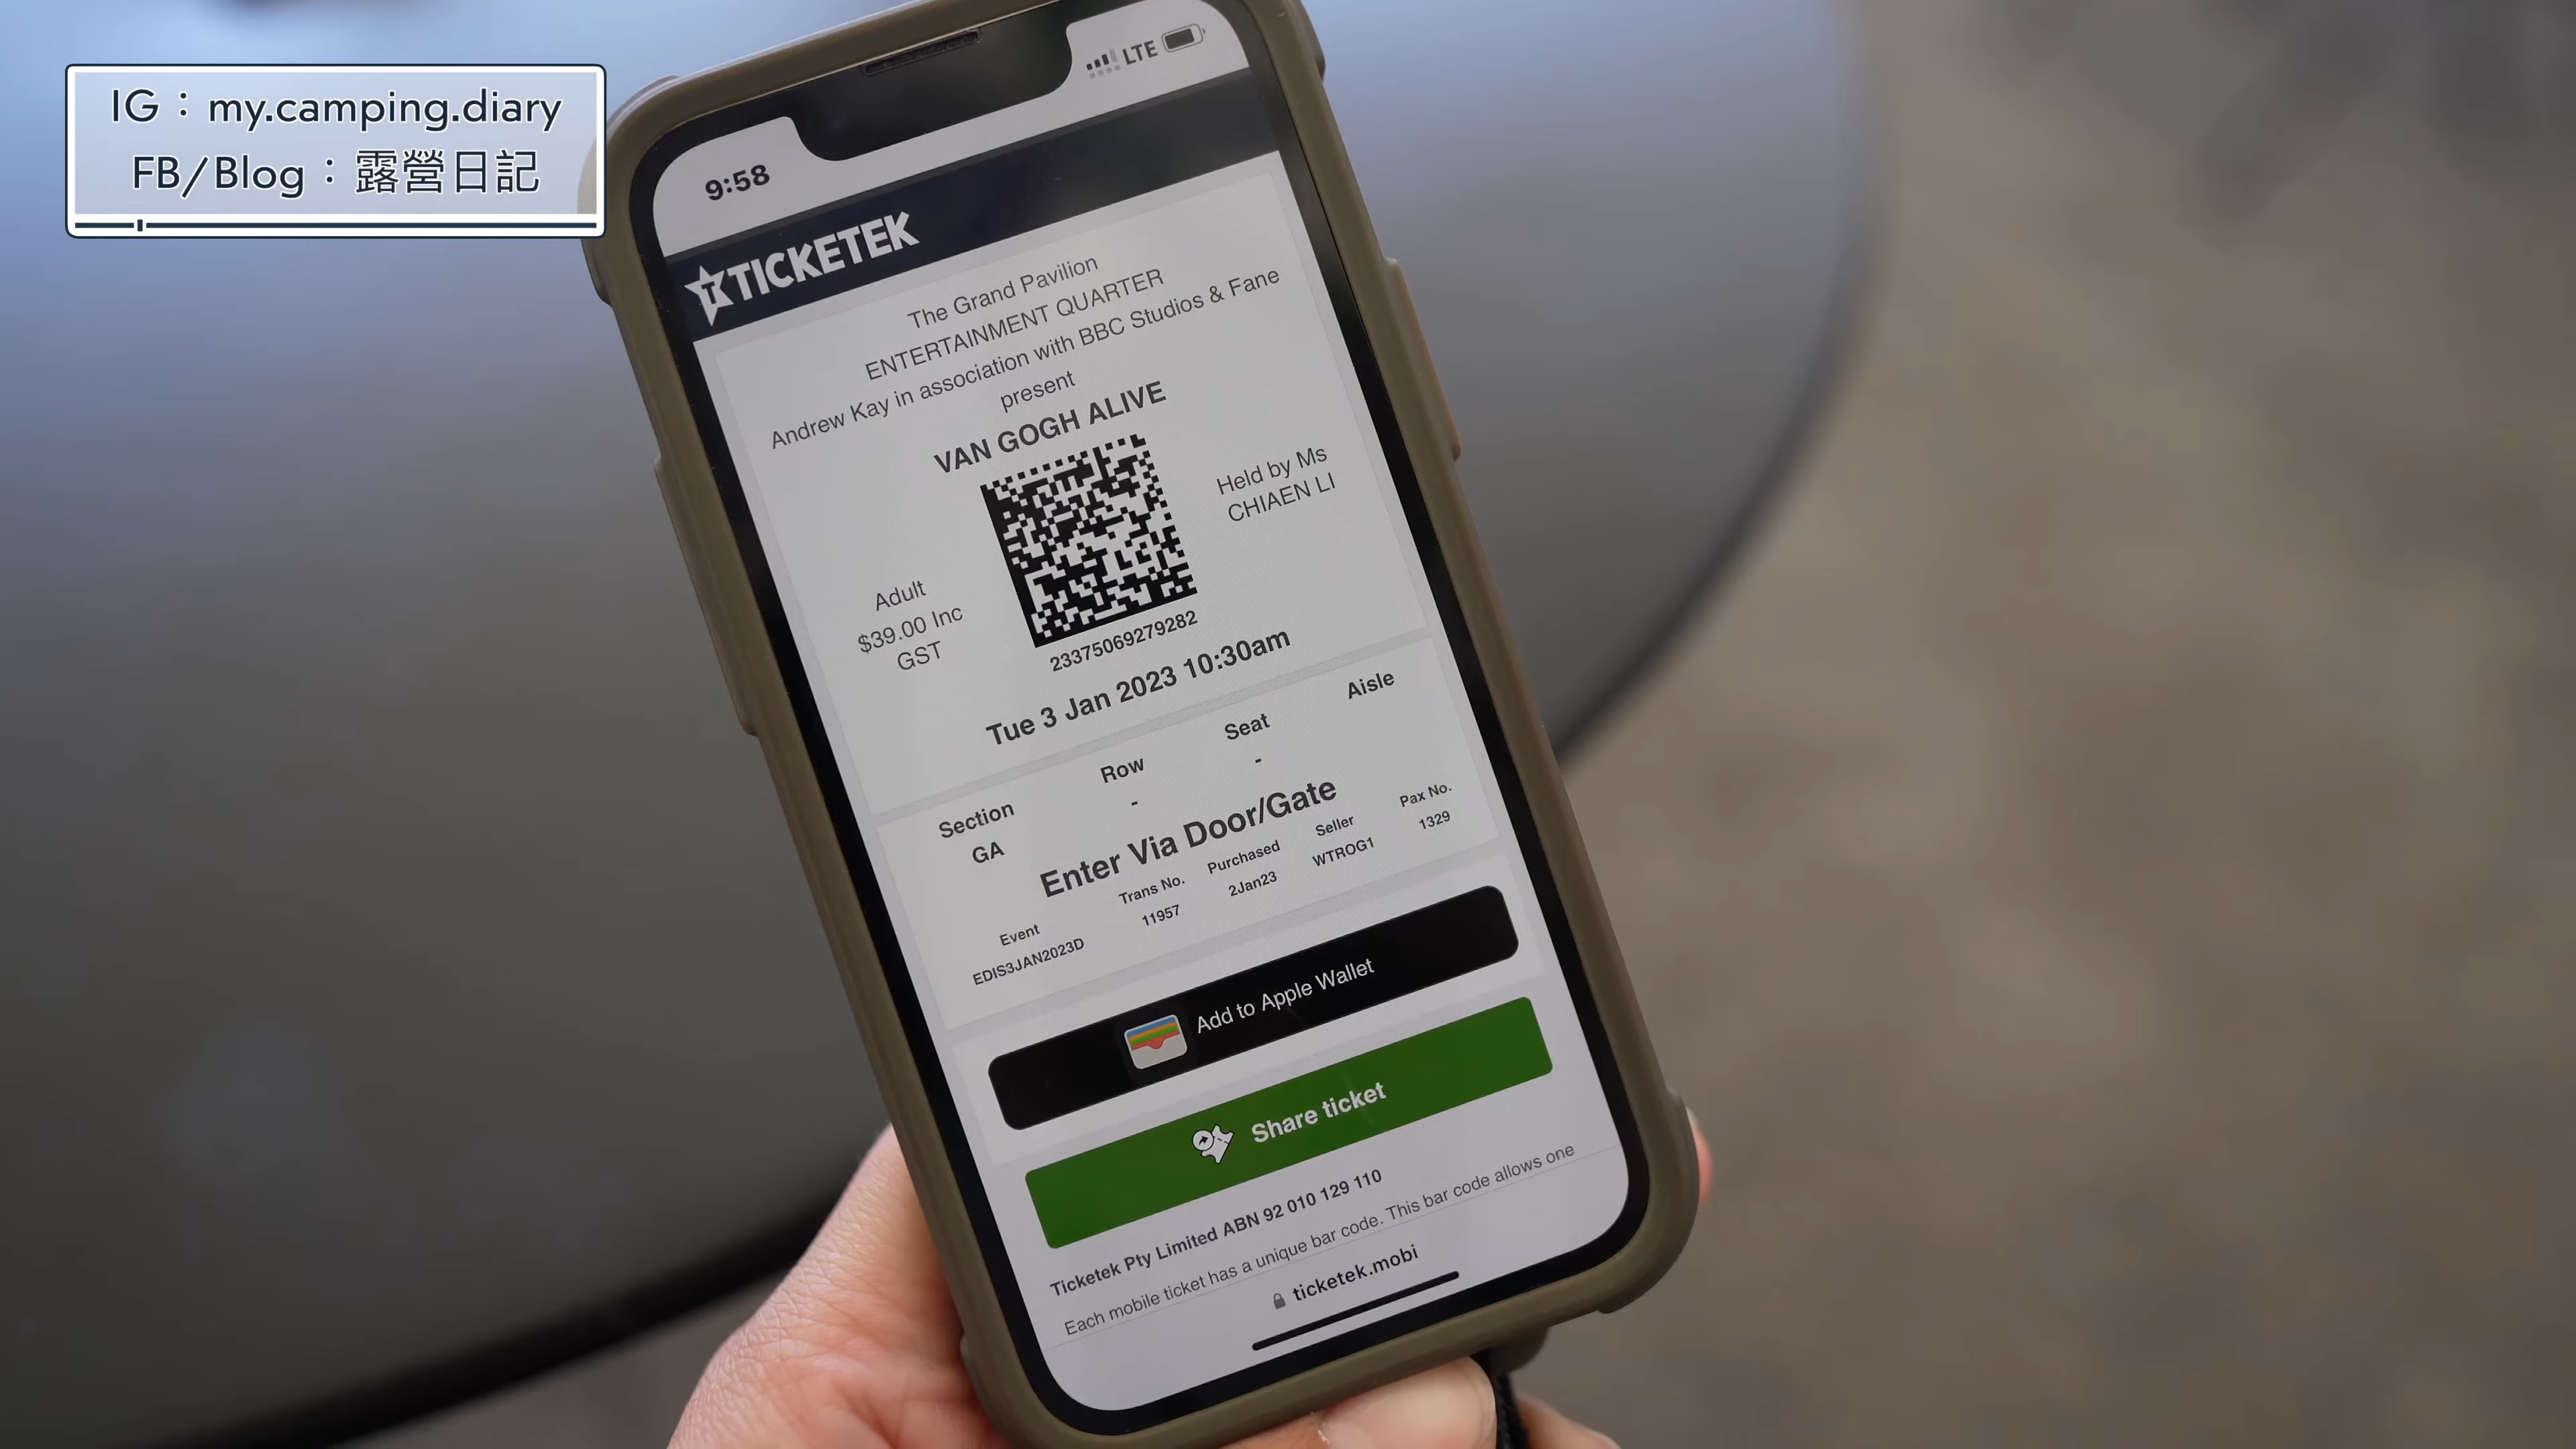 IG：my.camping.diary
FB/Blog：露營日記
9:58
LTE
TICKETEK
The Grand Pavilion
ENTERTAINMENT QUARTER
Andrew Kay in association with BBC Studios & Fane
present
VAN GOGH ALIVE
Held by Ms
CHIAEN LI
Adult
$39.00 Inc
GST
23375069279282
Tue 3 Jan 2023 10:30am
Section Row Seat Aisle
GA - -
Enter Via Door/Gate
Event Trans No. Purchased Seller Pax No.
EDIS3JAN2023D 11957 2Jan23 WTROG1 1329
Add to Apple Wallet
Share ticket
Ticketek Pty Limited ABN 92 010 129 110
Each mobile ticket has a unique bar code. This bar code allows one
ticketek.mobi